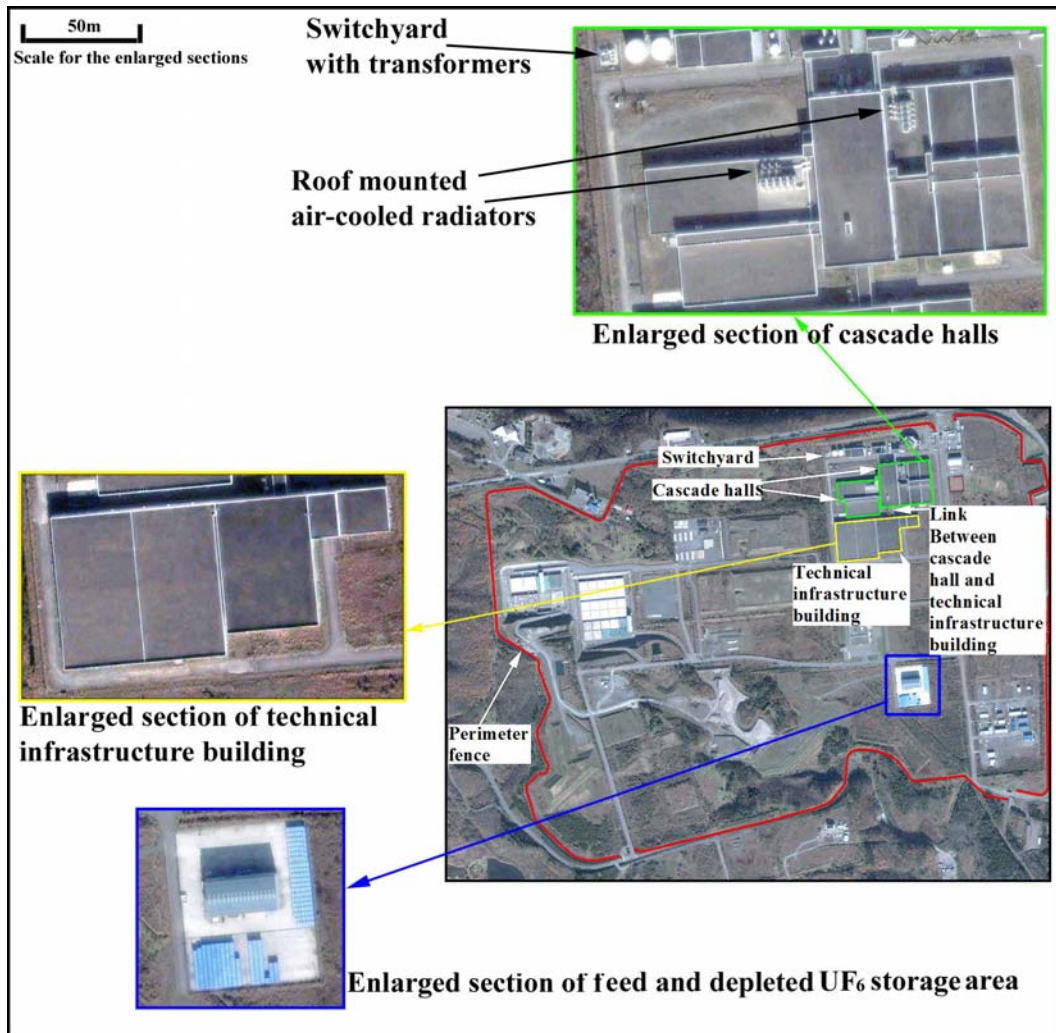 50m
Scale for the enlarged sections
Switchyard
with transformers
Roof mounted
air-cooled radiators
Enlarged section of cascade halls
Switchyard
Cascade halls
Link
Between
cascade
hall and
technical
infrastructure
building
Technical
infrastructure
building
Enlarged section of technical
infrastructure building
Perimeter
fence
Enlarged section of feed and depleted UF6 storage area